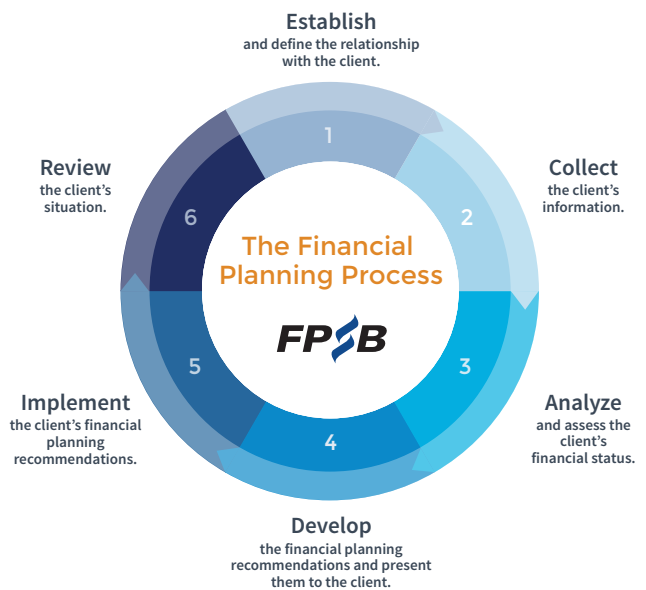 Establish
and define the relationship
with the client.
1
Collect
the client's
information.
2
Analyze
and assess the
client's
financial status.
3
Develop
the financial planning
recommendations and present
them to the client.
4
Implement
the client's financial
planning
recommendations.
5
Review
the client's
situation.
6
The Financial
Planning Process
FPSB